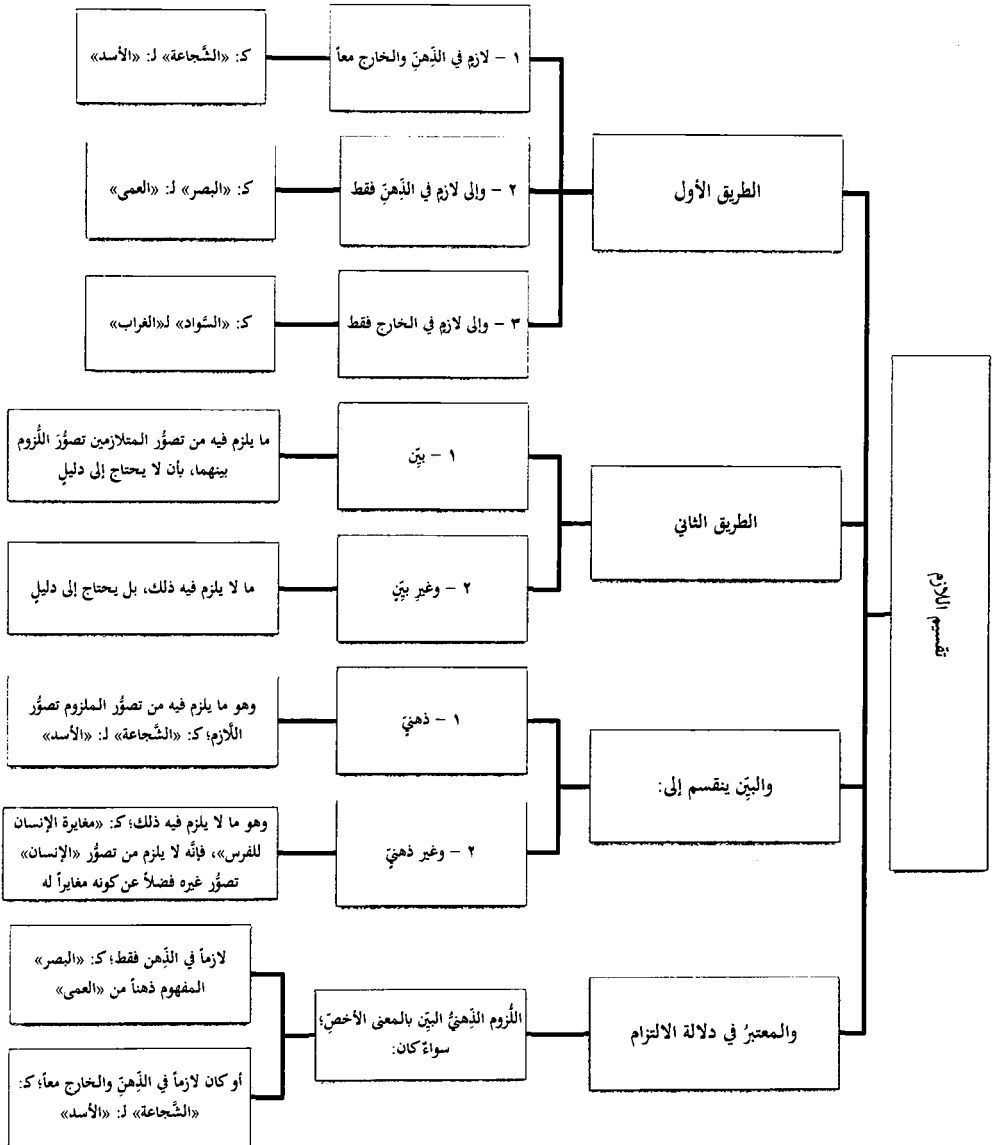 تقسيم اللازم
الطريق الأول
١ - لازمٍ في الذِّهنِّ والخارج معاً
كـ: «الشَّجاعة» لـ: «الأسد»
٢ - وإلى لازمٍ في الذِّهنِّ فقط
كـ: «البصر» لـ: «العمى»
٣ - وإلى لازمٍ في الخارج فقط
كـ: «السَّواد» لـ«الغراب»
الطريق الثاني
١ - بيِّن
ما يلزم فيه من تصوُّر المتلازمين تصوُّرَ اللُّزوم
بينهما، بأن لا يحتاج إلى دليلٍ
٢ - وغيرِ بيِّنٍ
ما لا يلزم فيه ذلك، بل يحتاج إلى دليلٍ
والبيِّن ينقسم إلى:
١ - ذهنيّ
وهو ما يلزم فيه من تصوُّر الملزوم تصوُّر
اللَّازم؛ كـ: «الشَّجاعة» لـ: «الأسد»
٢ - وغير ذهنيّ
وهو ما لا يلزم فيه ذلك؛ كـ: «مغايرة الإنسان
للفرس»، فإنَّه لا يلزم من تصوُّر «الإنسان»
تصوُّر غيره فضلاً عن كونه مغايراً له
والمعتبرُ في دلالة الالتزام
اللُّزوم الذِّهنيُّ البيِّن بالمعنى الأخصِّ؛
سواءٌ كان:
لازماً في الذِّهن فقط؛ كـ: «البصر»
المفهوم ذهناً من «العمى»
أو كان لازماً في الذِّهنِّ والخارج معاً؛ كـ:
«الشَّجاعة» لـ: «الأسد»